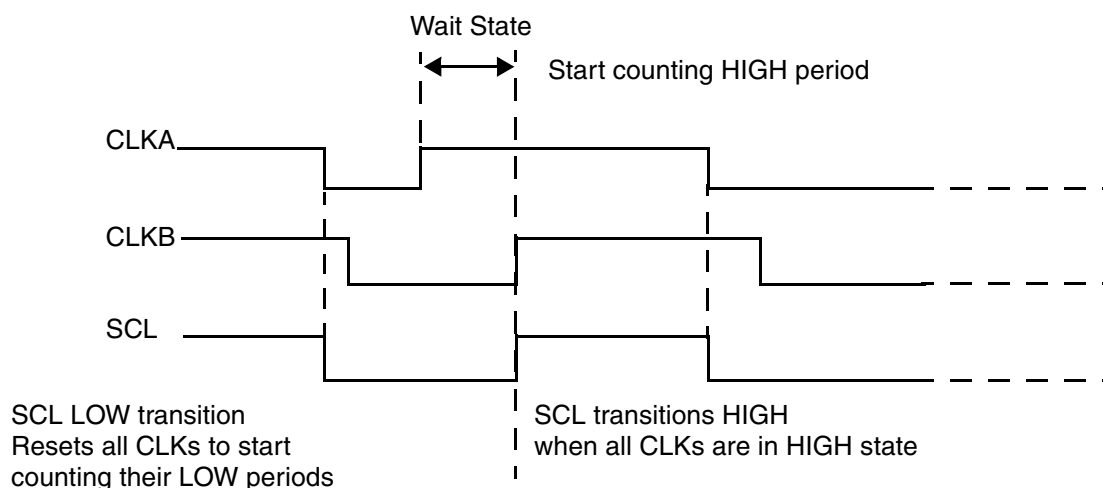 Wait State
Start counting HIGH period
CLKA
CLKB
SCL
SCL LOW transition
Resets all CLKs to start
counting their LOW periods
SCL transitions HIGH
when all CLKs are in HIGH state